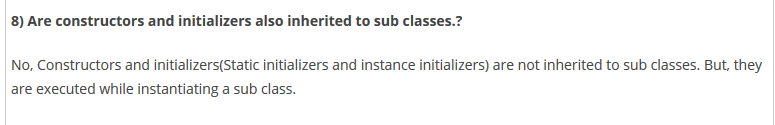 8) Are constructors and initializers also inherited to sub classes.?
No, Constructors and initializers(Static initializers and instance initializers) are not inherited to sub classes. But, they
are executed while instantiating a sub class.